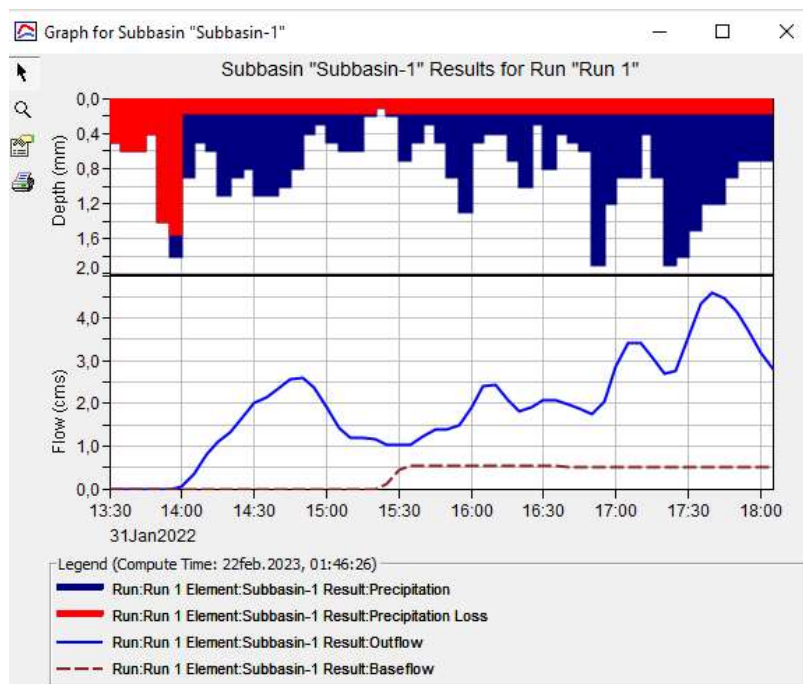 Graph for Subbasin "Subbasin-1"
Subbasin "Subbasin-1" Results for Run "Run 1"
0,0
0,4
0,8
1,2
1,6
2,0
Depth (mm)
4,0
3,0
2,0
1,0
0,0
Flow (cms)
13:30 14:00 14:30 15:00 15:30 16:00 16:30 17:00 17:30 18:00
31Jan2022
Legend (Compute Time: 22feb.2023, 01:46:26)
Run:Run 1 Element:Subbasin-1 Result:Precipitation
Run:Run 1 Element:Subbasin-1 Result:Precipitation Loss
Run:Run 1 Element:Subbasin-1 Result:Outflow
Run:Run 1 Element:Subbasin-1 Result:Baseflow